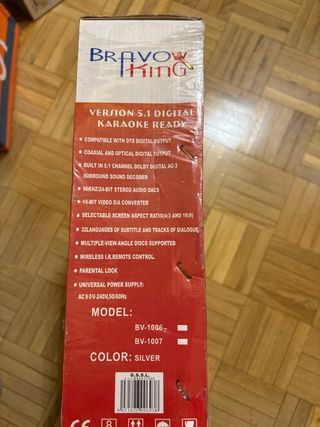 BRAVO
KING
VERSION 5.1 DIGITAL
KARAOKE READY
• COMPATIBLE WITH DTS DIGITAL OUTPUT
• COAXIAL AND OPTICAL DIGITAL OUTPUT
• BUILT IN 5.1 CHANNEL DOLBY DIGITAL AC-3
SURROUND SOUND DECODER
• 96KHZ/24-BIT STEREO AUDIO DACS
• 10-BIT VIDEO D/A CONVERTER
• SELECTABLE SCREEN ASPECT RATIO(4:3 AND 16:9)
• 32LANGUAGES OF SUBTITLE AND TRACKS OF DIALOGUE
• MULTIPLE-VIEW-ANGLE DISCS SUPPORTED
• WIRELESS I.R.REMOTE CONTROL.
• PARENTAL LOCK
• UNIVERSAL POWER SUPPLY:
AC 90V-240V,50/60Hz
MODEL:
BV-1006
BV-1007
COLOR: SILVER
G.S.S.L.
CE